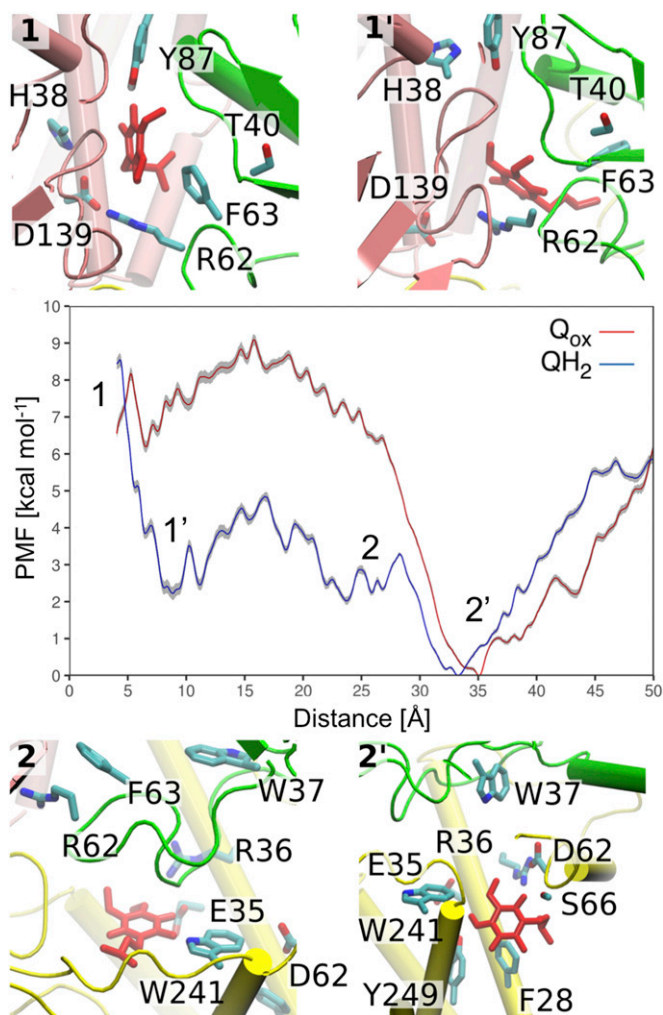 1
Y87
H38
T40
D139
F63
R62
1'
Y87
H38
T40
F63
D139
R62
10
9
8
7
6
5
4
3
2
1
0
PMF [kcal mol⁻¹]
Qox
QH2
1
1'
2
2'
0 5 10 15 20 25 30 35 40 45 50
Distance [Å]
2
F63
W37
R62
R36
E35
W241
D62
2'
W37
R36
D62
E35
S66
W241
Y249
F28